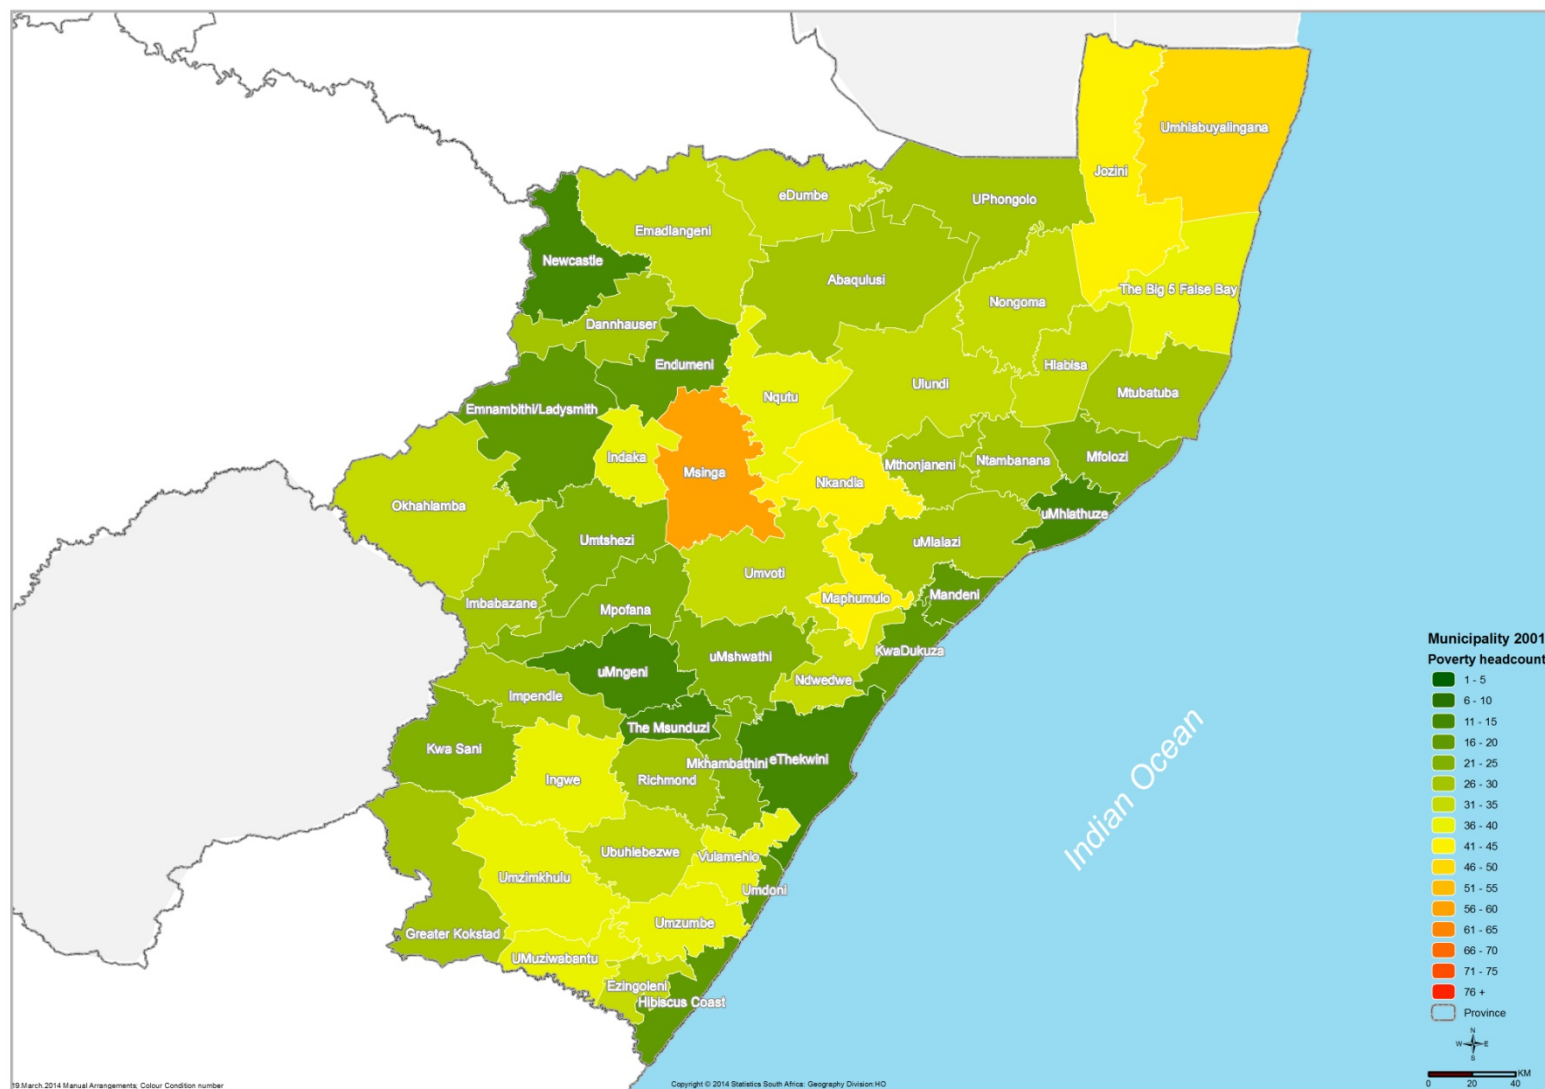 Umhlabuyalingana
Jozini
eDumbe
UPhongolo
Emadlangeni
Newcastle
Abaqulusi
The Big 5 False Bay
Nongoma
Dannhauser
Endumeni
Hlabisa
Ulundi
Mtubatuba
Nqutu
Emnambithi/Ladysmith
Indaka
Mfolozi
Ntambanana
Mthonjaneni
Msinga
Nkandla
Okhahlamba
uMhlathuze
Umtshezi
uMlalazi
Umvoti
Mandeni
Maphumulo
Imbabazane
Mpofana
KwaDukuza
uMshwathi
uMngeni
Ndwedwe
Impendle
The Msunduzi
Kwa Sani
eThekwini
Mkhambathini
Ingwe
Richmond
Ubuhlebezwe
Vulamehlo
Umzimkhulu
Umdoni
Umzumbe
Greater Kokstad
UMuziwabantu
Ezingoleni
Hibiscus Coast
Indian Ocean
Municipality 2001
Poverty headcount
1 - 5
6 - 10
11 - 15
16 - 20
21 - 25
26 - 30
31 - 35
36 - 40
41 - 45
46 - 50
51 - 55
56 - 60
61 - 65
66 - 70
71 - 75
76 +
Province
N
W E
S
KM
0 20 40
19.March.2014 Manual Arrangements; Colour Condition number
Copyright © 2014 Statistics South Africa: Geography Division:HO